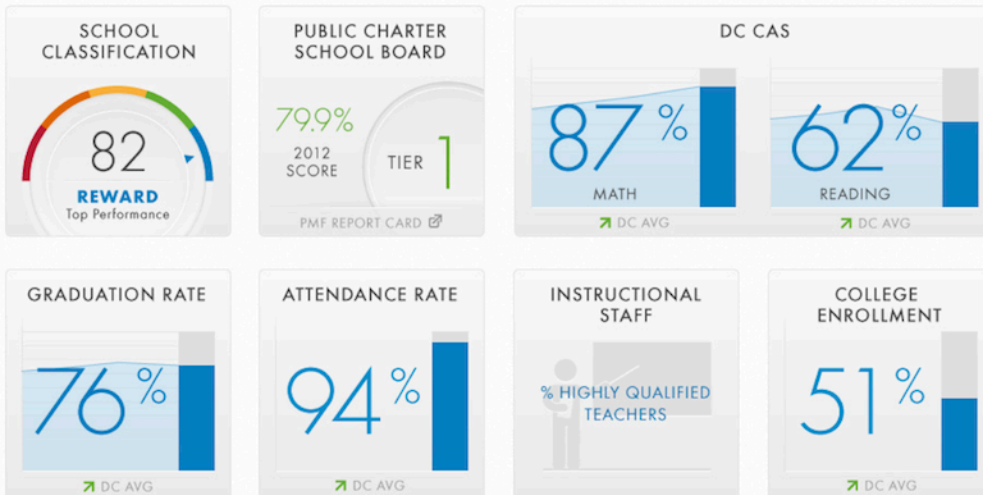 SCHOOL
CLASSIFICATION
82
REWARD
Top Performance
PUBLIC CHARTER
SCHOOL BOARD
79.9%
2012
SCORE
TIER 1
PMF REPORT CARD
DC CAS
87%
MATH
DC AVG
62%
READING
DC AVG
GRADUATION RATE
76%
DC AVG
ATTENDANCE RATE
94%
DC AVG
INSTRUCTIONAL
STAFF
% HIGHLY QUALIFIED
TEACHERS
COLLEGE
ENROLLMENT
51%
DC AVG